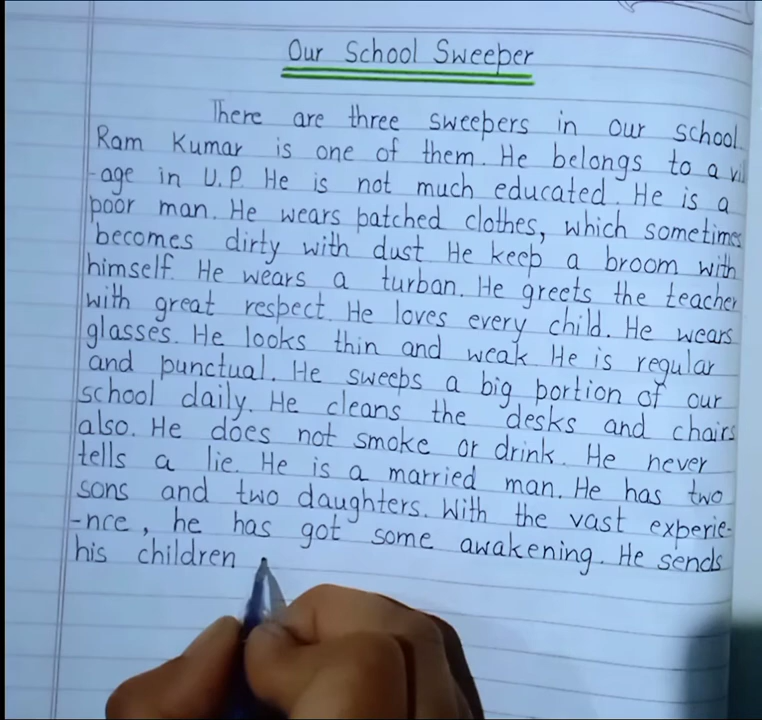 Our School Sweeper
There are three sweepers in our school.
Ram Kumar is one of them. He belongs to a vil
-age in U.P. He is not much educated. He is a
poor man. He wears patched clothes, which sometimes
becomes dirty with dust He keep a broom with
himself. He wears a turban. He greets the teacher
with great respect. He loves every child. He wears
glasses. He looks thin and weak. He is regular
and punctual. He sweeps a big portion of our
school daily. He cleans the desks and chairs
also. He does not smoke or drink. He never
tells a lie. He is a married man. He has two
sons and two daughters. With the vast experie-
-nce, he has got some awakening. He sends
his children